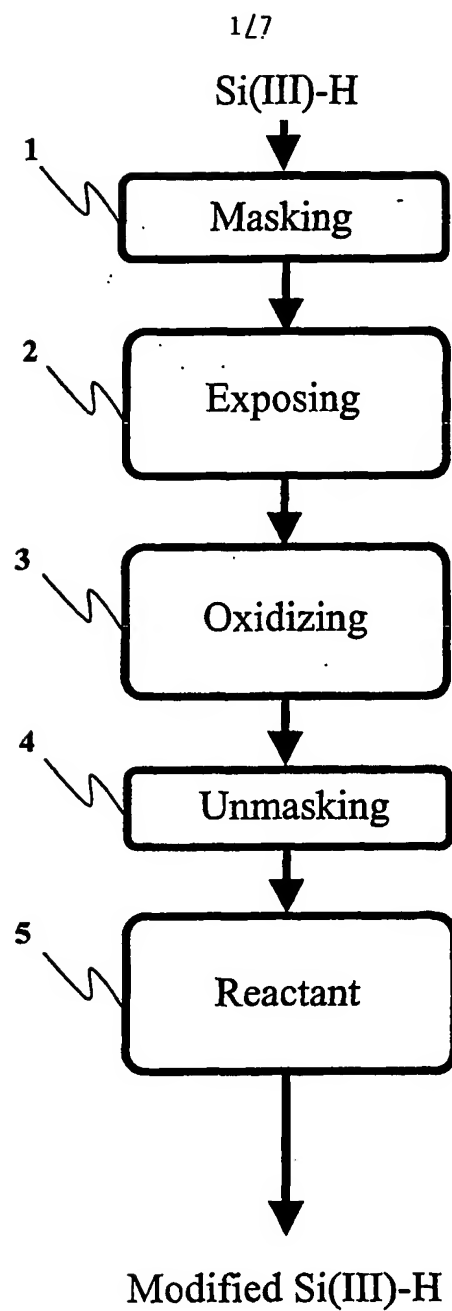 1/7
Si(III)-H
1
Masking
2
Exposing
3
Oxidizing
4
Unmasking
5
Reactant
Modified Si(III)-H